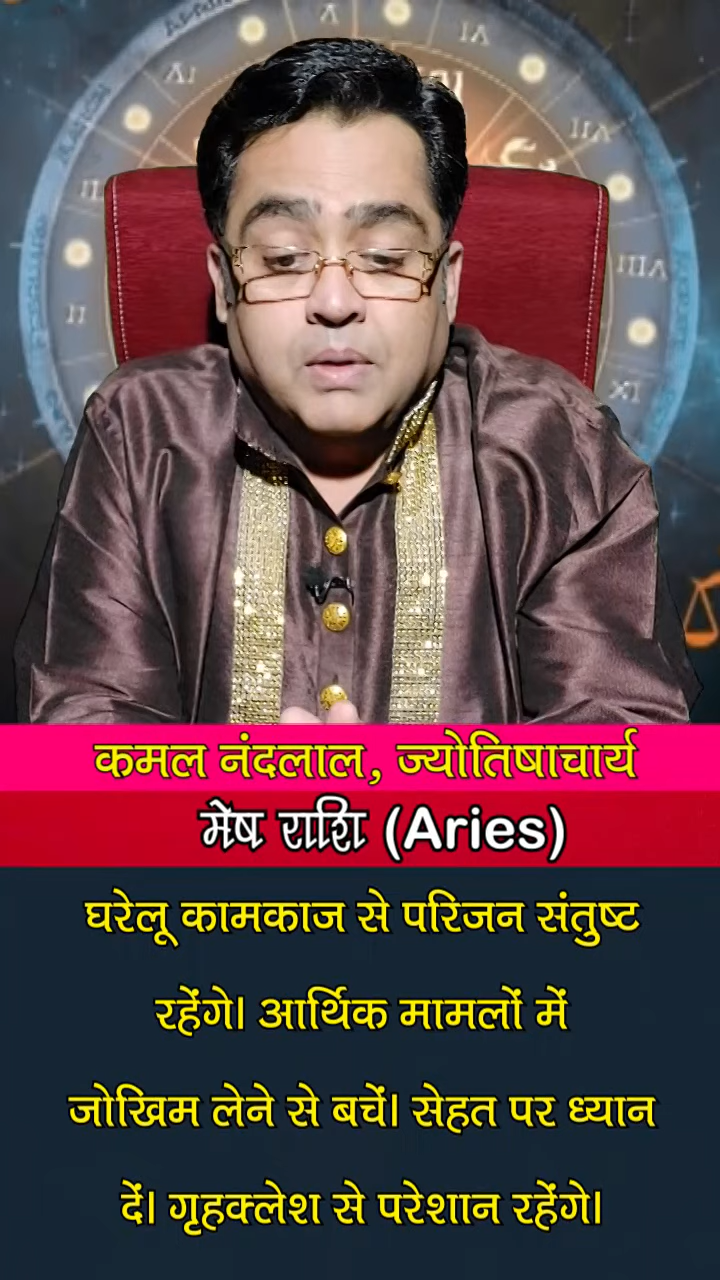 कमल नंदलाल, ज्योतिषाचार्य
मेष राशि (Aries)
घरेलू कामकाज से परिजन संतुष्ट
रहेंगे। आर्थिक मामलों में
जोखिम लेने से बचें। सेहत पर ध्यान
दें। गृहक्लेश से परेशान रहेंगे।